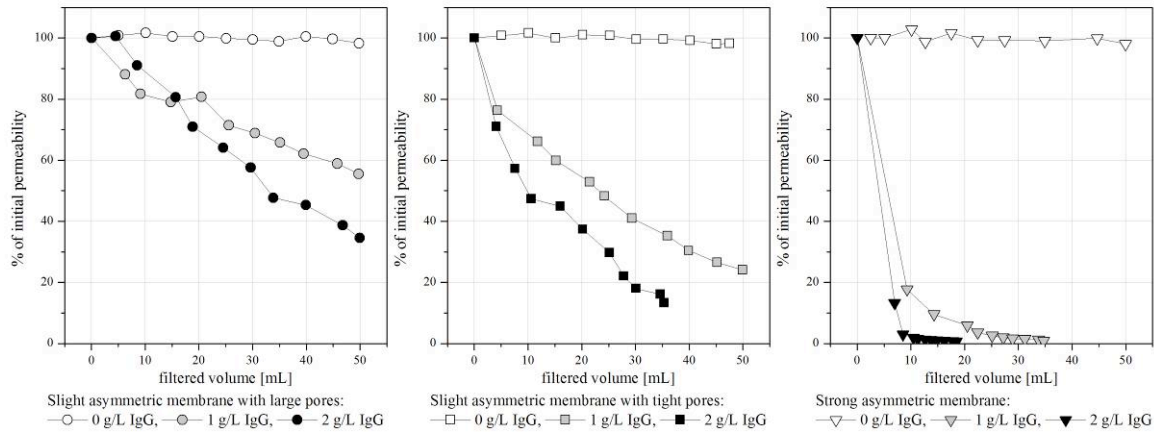 % of initial permeability
100
80
60
40
20
0
0 10 20 30 40 50
filtered volume [mL]
Slight asymmetric membrane with large pores:
0 g/L IgG, 1 g/L IgG, 2 g/L IgG
% of initial permeability
100
80
60
40
20
0
0 10 20 30 40 50
filtered volume [mL]
Slight asymmetric membrane with tight pores:
0 g/L IgG, 1 g/L IgG, 2 g/L IgG
% of initial permeability
100
80
60
40
20
0
0 10 20 30 40 50
filtered volume [mL]
Strong asymmetric membrane:
0 g/L IgG, 1 g/L IgG, 2 g/L IgG